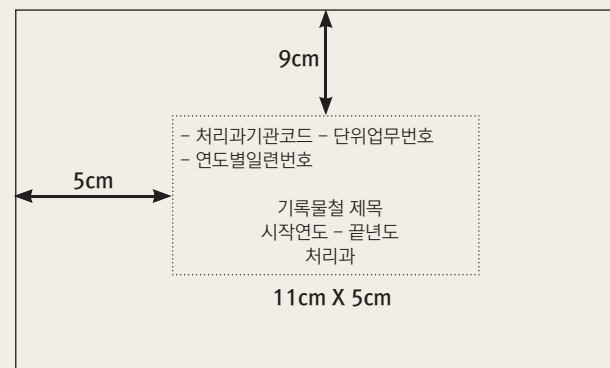 9cm
– 처리과기관코드 – 단위업무번호
– 연도별일련번호
5cm
기록물철 제목
시작연도 – 끝년도
처리과
11cm X 5cm